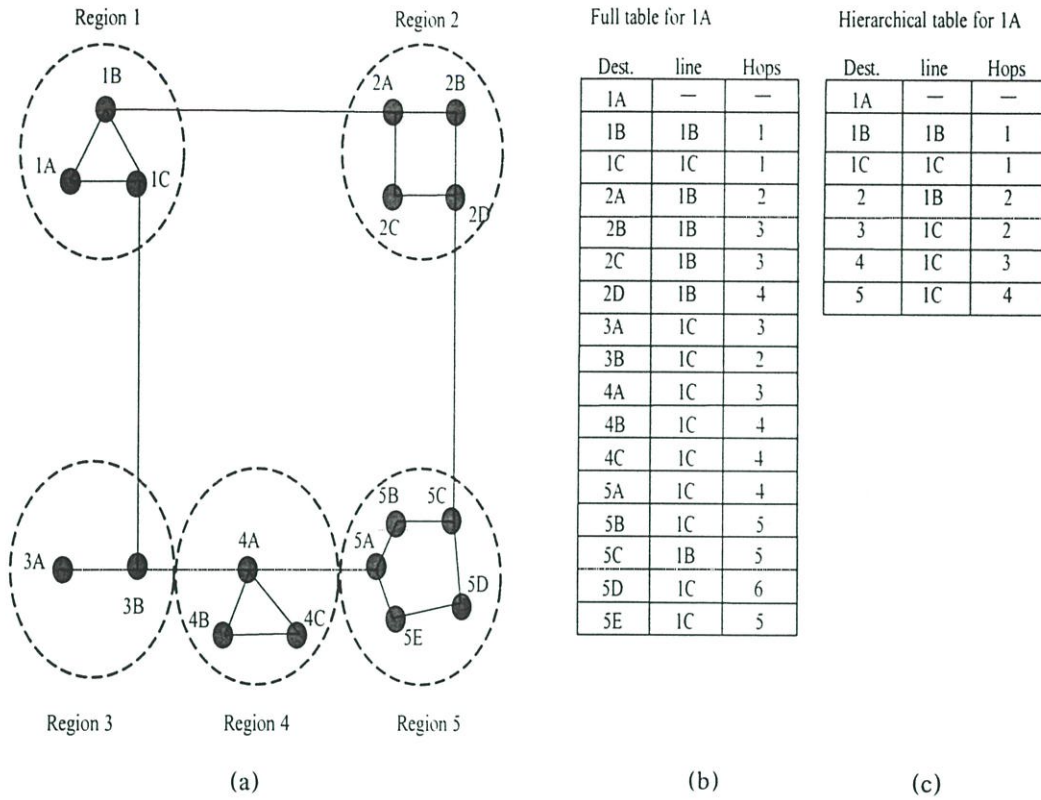 Region 1
Region 2
1B
1A
1C
2A
2B
2C
2D
3A
3B
4A
4B
4C
5A
5B
5C
5D
5E
Region 3
Region 4
Region 5
(a)
Full table for 1A
Dest. line Hops
1A — —
1B 1B 1
1C 1C 1
2A 1B 2
2B 1B 3
2C 1B 3
2D 1B 4
3A 1C 3
3B 1C 2
4A 1C 3
4B 1C 4
4C 1C 4
5A 1C 4
5B 1C 5
5C 1B 5
5D 1C 6
5E 1C 5
(b)
Hierarchical table for 1A
Dest. line Hops
1A — —
1B 1B 1
1C 1C 1
2 1B 2
3 1C 2
4 1C 3
5 1C 4
(c)